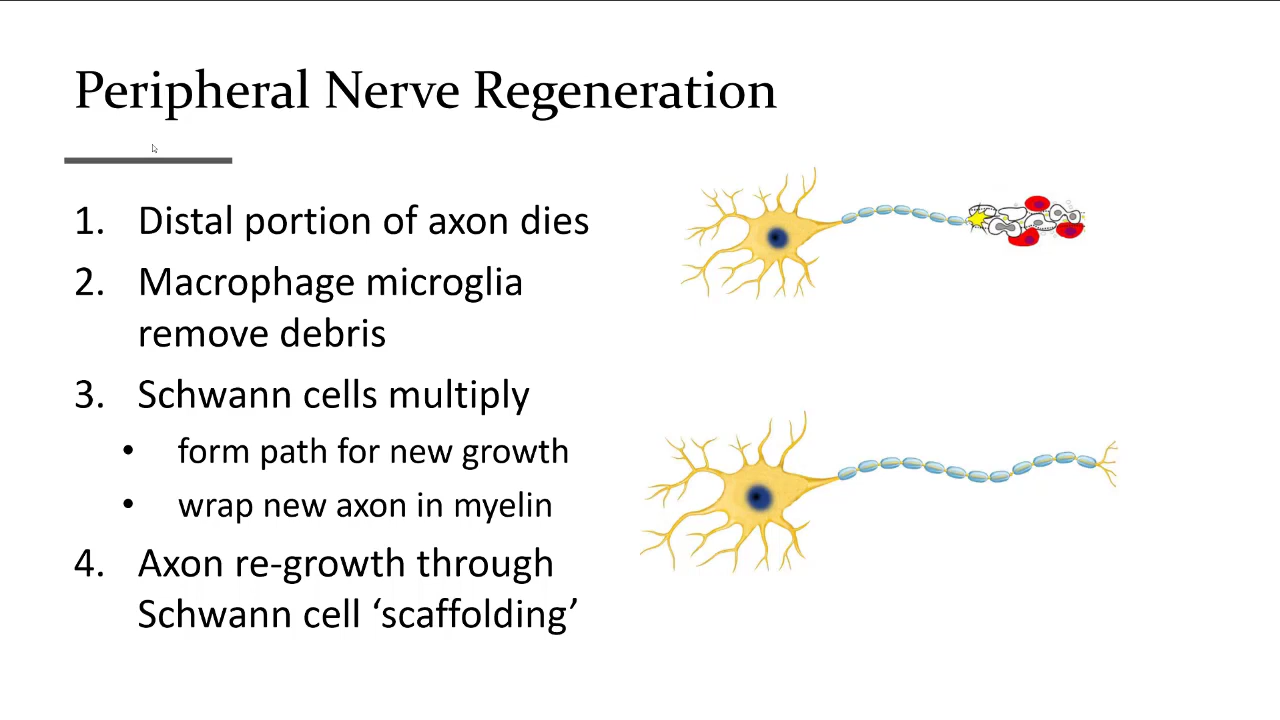 Peripheral Nerve Regeneration
1. Distal portion of axon dies
2. Macrophage microglia
remove debris
3. Schwann cells multiply
• form path for new growth
• wrap new axon in myelin
4. Axon re-growth through
Schwann cell ‘scaffolding’